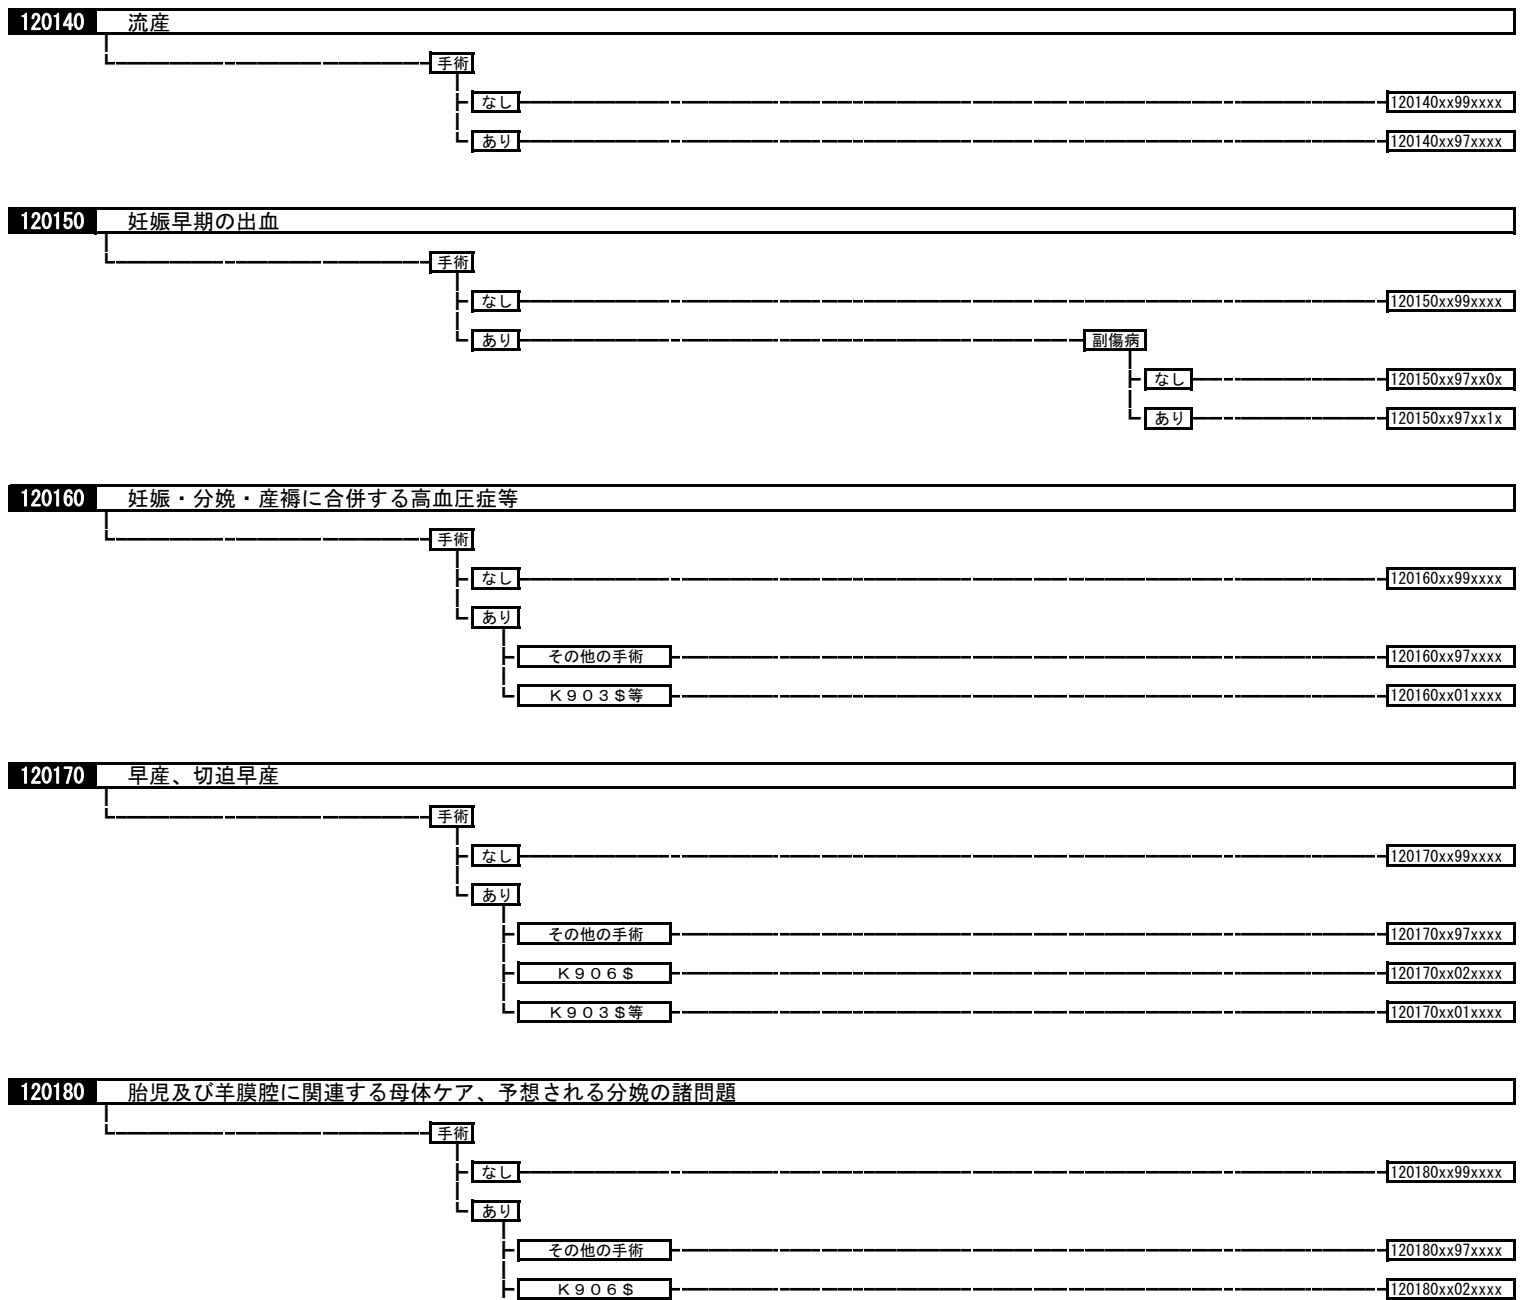 120140 流産
手術
なし 120140xx99xxxx
あり 120140xx97xxxx
120150 妊娠早期の出血
手術
なし 120150xx99xxxx
あり 副傷病
なし 120150xx97xx0x
あり 120150xx97xx1x
120160 妊娠・分娩・産褥に合併する高血圧症等
手術
なし 120160xx99xxxx
あり
その他の手術 120160xx97xxxx
K903$等 120160xx01xxxx
120170 早産、切迫早産
手術
なし 120170xx99xxxx
あり
その他の手術 120170xx97xxxx
K906$ 120170xx02xxxx
K903$等 120170xx01xxxx
120180 胎児及び羊膜腔に関連する母体ケア、予想される分娩の諸問題
手術
なし 120180xx99xxxx
あり
その他の手術 120180xx97xxxx
K906$ 120180xx02xxxx